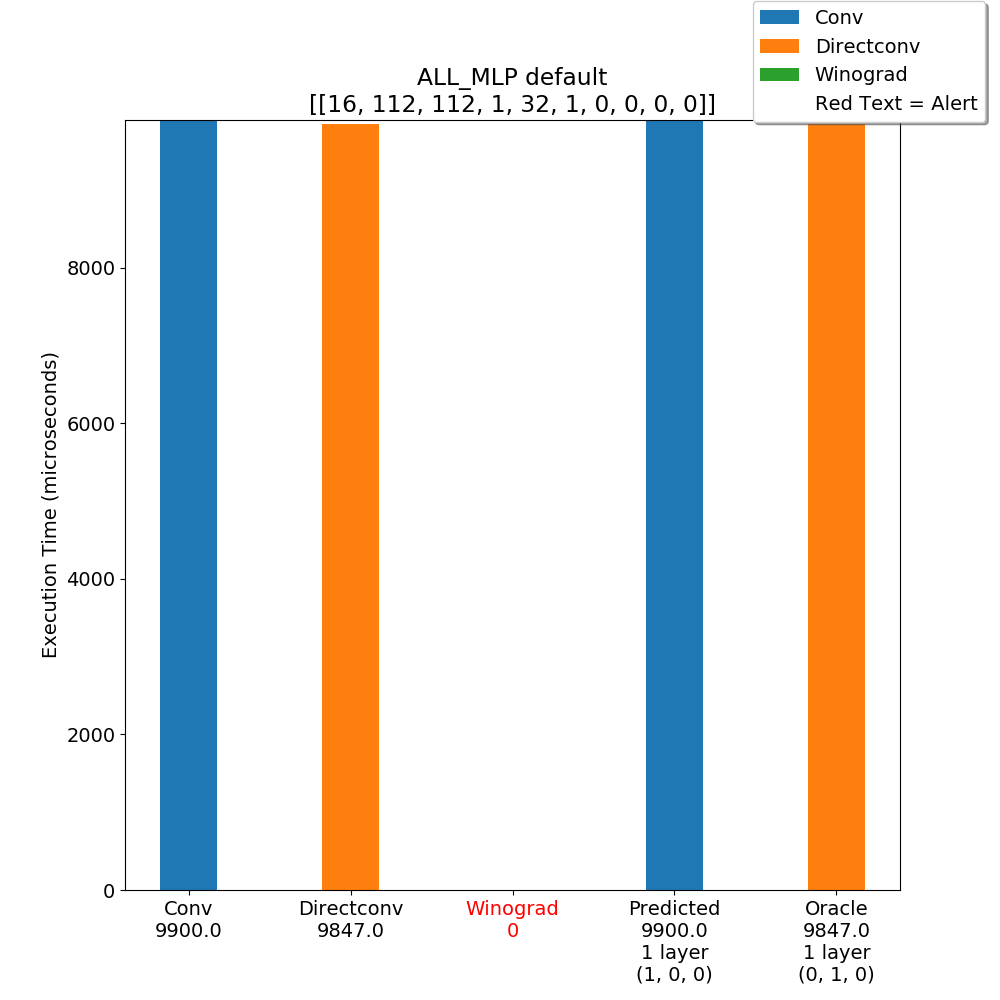 Conv
Directconv
Winograd
Red Text = Alert
ALL_MLP default
[[16, 112, 112, 1, 32, 1, 0, 0, 0, 0]]
Execution Time (microseconds)
8000
6000
4000
2000
0
Conv
9900.0
Directconv
9847.0
Winograd
0
Predicted
9900.0
1 layer
(1, 0, 0)
Oracle
9847.0
1 layer
(0, 1, 0)